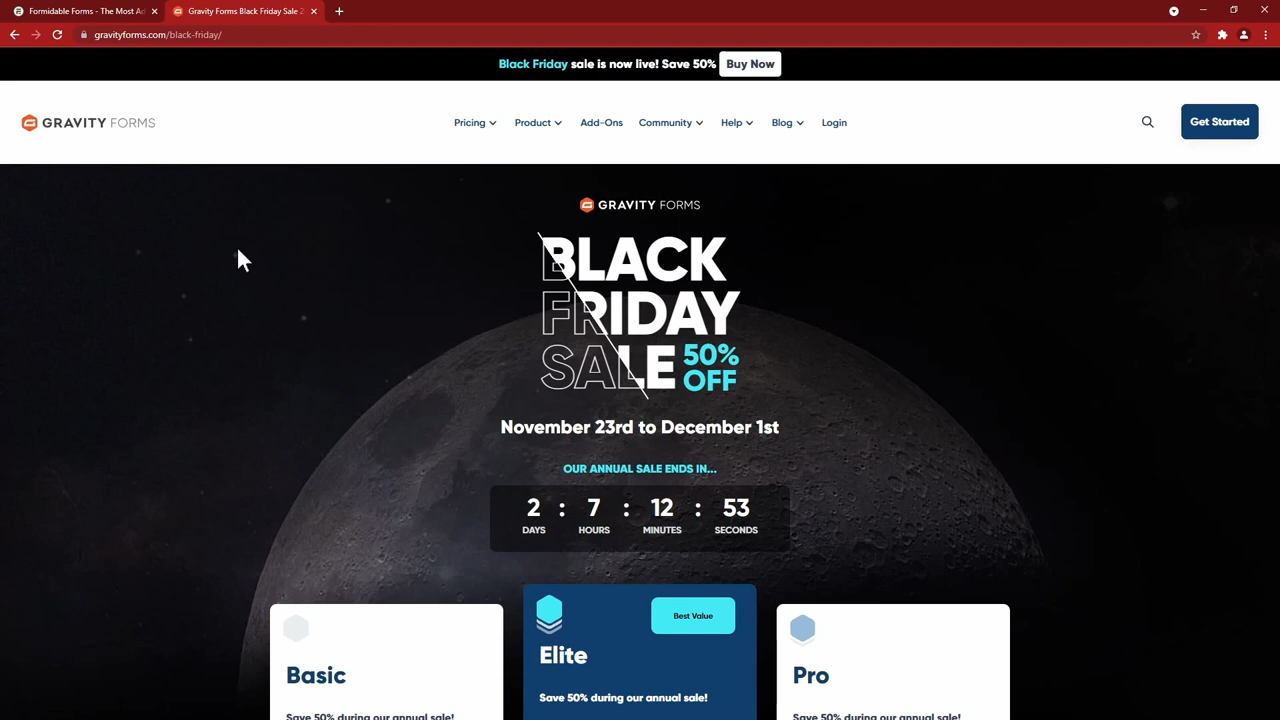 Formidable Forms - The Most Ad
Gravity Forms Black Friday Sale 2
gravityforms.com/black-friday/
Black Friday sale is now live! Save 50% Buy Now
GRAVITY FORMS
Pricing Product Add-Ons Community Help Blog Login
Get Started
GRAVITY FORMS
BLACK
FRIDAY
SALE 50% OFF
November 23rd to December 1st
OUR ANNUAL SALE ENDS IN...
2 : 7 : 12 : 53
DAYS HOURS MINUTES SECONDS
Best Value
Basic
Elite
Pro
Save 50% during our annual sale!
Save 50% during our annual sale!
Save 50% during our annual sale!